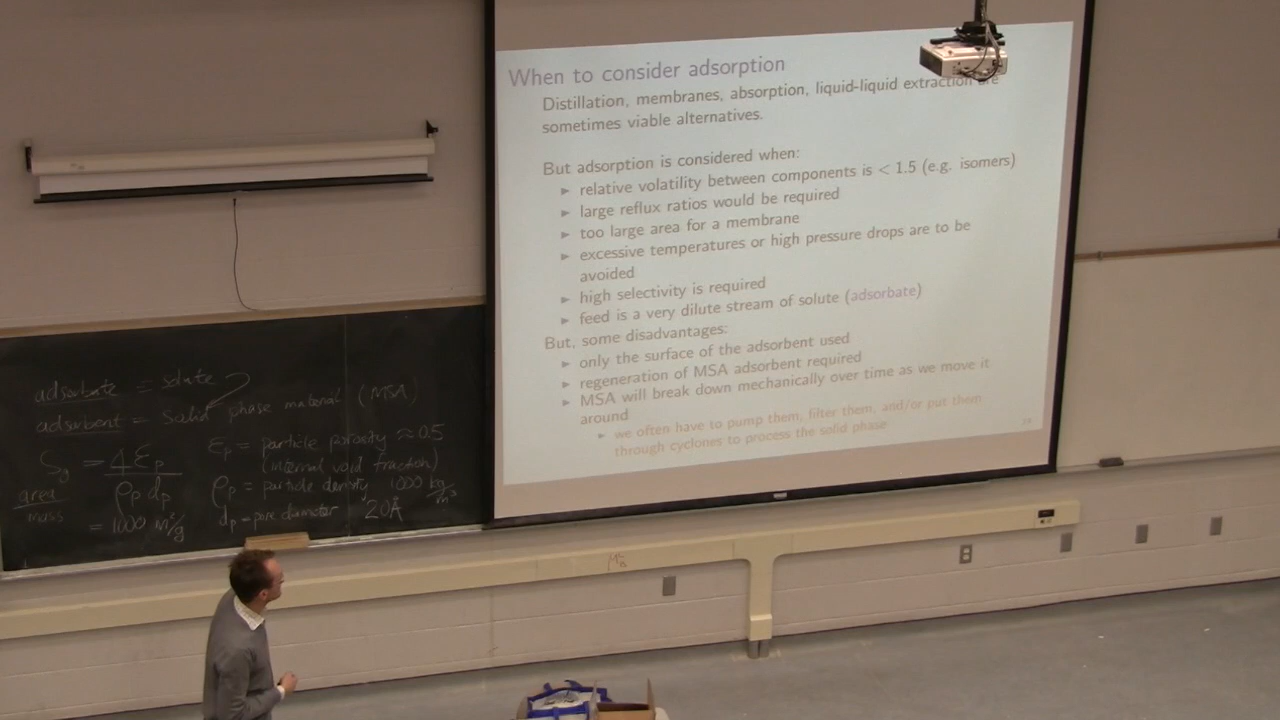 When to consider adsorption
Distillation, membranes, absorption, liquid-liquid extraction are
sometimes viable alternatives.
But adsorption is considered when:
► relative volatility between components is < 1.5 (e.g. isomers)
► large reflux ratios would be required
► too large area for a membrane
► excessive temperatures or high pressure drops are to be
avoided
► high selectivity is required
► feed is a very dilute stream of solute (adsorbate)
But, some disadvantages:
► only the surface of the adsorbent used
► regeneration of MSA adsorbent required
► MSA will break down mechanically over time as we move it
around
► we often have to pump them, filter them, and/or put them
through cyclones to process the solid phase
adsorbate = solute
adsorbent = solid phase material (MSA)
Sg = 4εp / ρp dp
area / mass
= 1000 m²/g
εp = particle porosity ≈ 0.5
(internal void fraction)
ρp = particle density 1000 kg/m³
dp = pore diameter 20Å